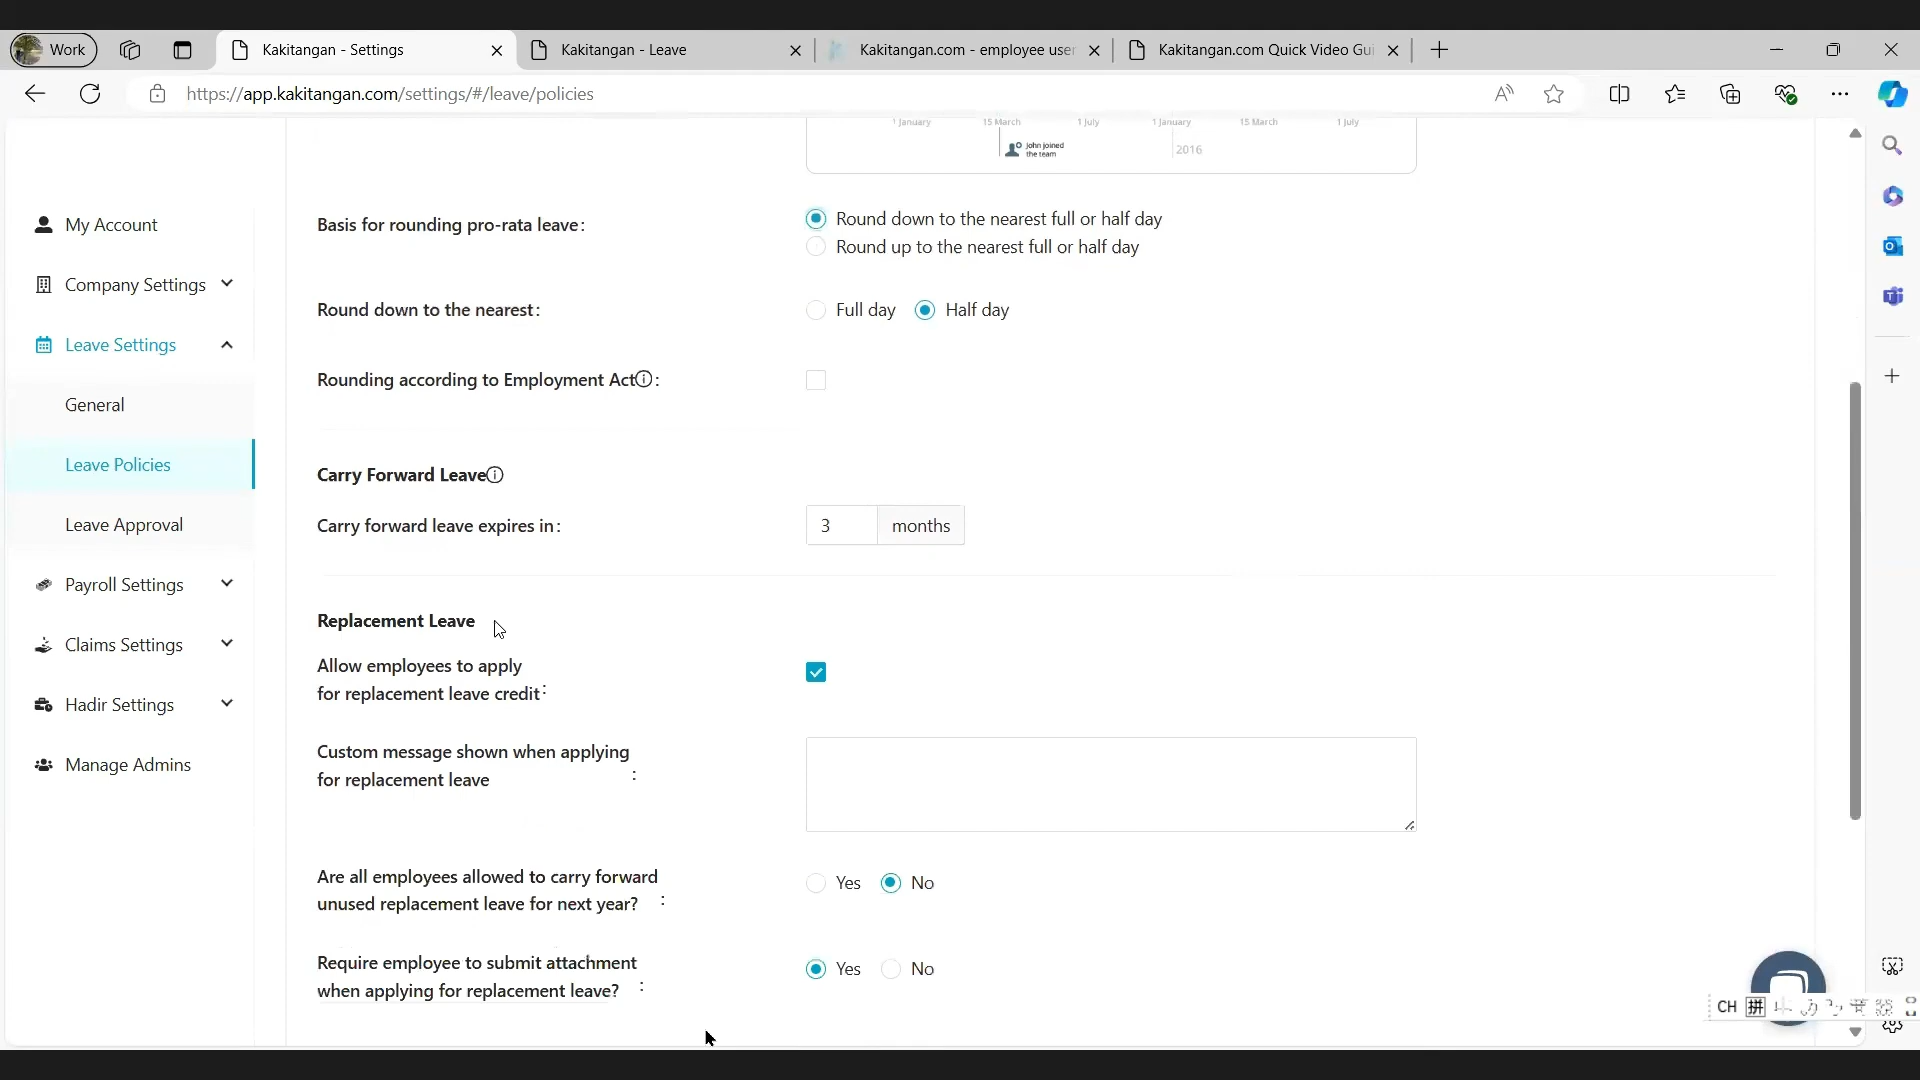 Work
Kakitangan - Settings
Kakitangan - Leave
Kakitangan.com - employee user
Kakitangan.com Quick Video Gui
https://app.kakitangan.com/settings/#/leave/policies
1 January
15 March
1 July
1 January
15 March
1 July
John joined
the team
2016
My Account
Company Settings
Leave Settings
General
Leave Policies
Leave Approval
Payroll Settings
Claims Settings
Hadir Settings
Manage Admins
Basis for rounding pro-rata leave:
Round down to the nearest full or half day
Round up to the nearest full or half day
Round down to the nearest:
Full day
Half day
Rounding according to Employment Act :
Carry Forward Leave
Carry forward leave expires in:
3
months
Replacement Leave
Allow employees to apply
for replacement leave credit:
Custom message shown when applying
for replacement leave :
Are all employees allowed to carry forward
unused replacement leave for next year? :
Yes
No
Require employee to submit attachment
when applying for replacement leave? :
Yes
No
CH 拼